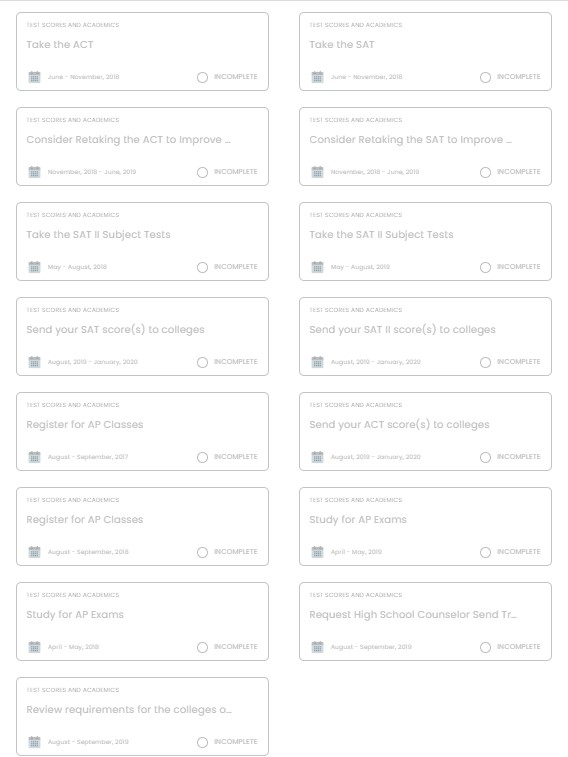 TEST SCORES AND ACADEMICS
Take the ACT
June - November, 2018
INCOMPLETE
TEST SCORES AND ACADEMICS
Take the SAT
June - November, 2018
INCOMPLETE
TEST SCORES AND ACADEMICS
Consider Retaking the ACT to Improve ...
November, 2018 - June, 2019
INCOMPLETE
TEST SCORES AND ACADEMICS
Consider Retaking the SAT to Improve ...
November, 2018 - June, 2019
INCOMPLETE
TEST SCORES AND ACADEMICS
Take the SAT II Subject Tests
May - August, 2018
INCOMPLETE
TEST SCORES AND ACADEMICS
Take the SAT II Subject Tests
May - August, 2019
INCOMPLETE
TEST SCORES AND ACADEMICS
Send your SAT score(s) to colleges
August, 2019 - January, 2020
INCOMPLETE
TEST SCORES AND ACADEMICS
Send your SAT II score(s) to colleges
August, 2019 - January, 2020
INCOMPLETE
TEST SCORES AND ACADEMICS
Register for AP Classes
August - September, 2017
INCOMPLETE
TEST SCORES AND ACADEMICS
Send your ACT score(s) to colleges
August, 2019 - January, 2020
INCOMPLETE
TEST SCORES AND ACADEMICS
Register for AP Classes
August - September, 2018
INCOMPLETE
TEST SCORES AND ACADEMICS
Study for AP Exams
April - May, 2019
INCOMPLETE
TEST SCORES AND ACADEMICS
Study for AP Exams
April - May, 2018
INCOMPLETE
TEST SCORES AND ACADEMICS
Request High School Counselor Send Tr...
August - September, 2019
INCOMPLETE
TEST SCORES AND ACADEMICS
Review requirements for the colleges o...
August - September, 2019
INCOMPLETE